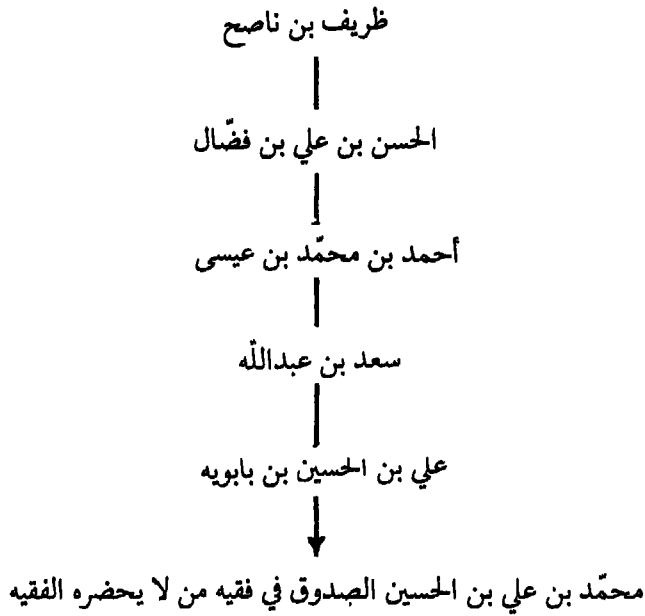 ظريف بن ناصح
الحسن بن علي بن فضّال
أحمد بن محمّد بن عيسى
سعد بن عبداللّه
علي بن الحسين بن بابويه
محمّد بن علي بن الحسين الصدوق في فقيه من لا يحضره الفقيه